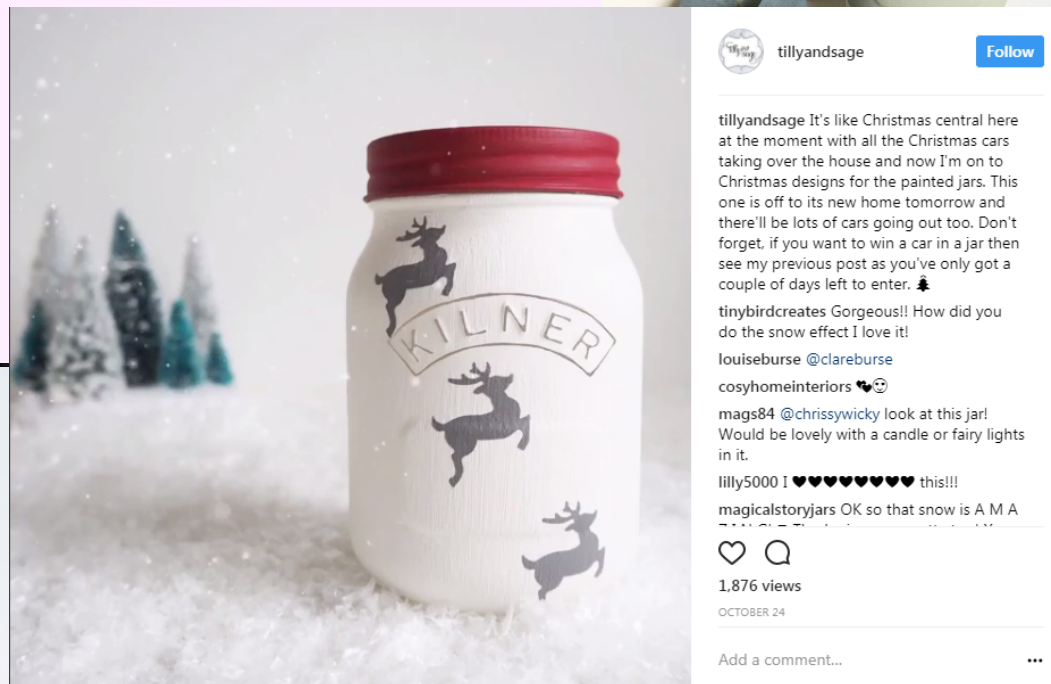 KILNER
tillyandsage
Follow
tillyandsage It's like Christmas central here
at the moment with all the Christmas cars
taking over the house and now I'm on to
Christmas designs for the painted jars. This
one is off to its new home tomorrow and
there'll be lots of cars going out too. Don't
forget, if you want to win a car in a jar then
see my previous post as you've only got a
couple of days left to enter. 🌲
tinybirdcreates Gorgeous!! How did you
do the snow effect I love it!
louiseburse @clareburse
cosyhomeinteriors 💕😍
mags84 @chrissywicky look at this jar!
Would be lovely with a candle or fairy lights
in it.
lilly5000 I ♥♥♥♥♥♥♥♥ this!!!
magicalstoryjars OK so that snow is A M A
1,876 views
OCTOBER 24
Add a comment...